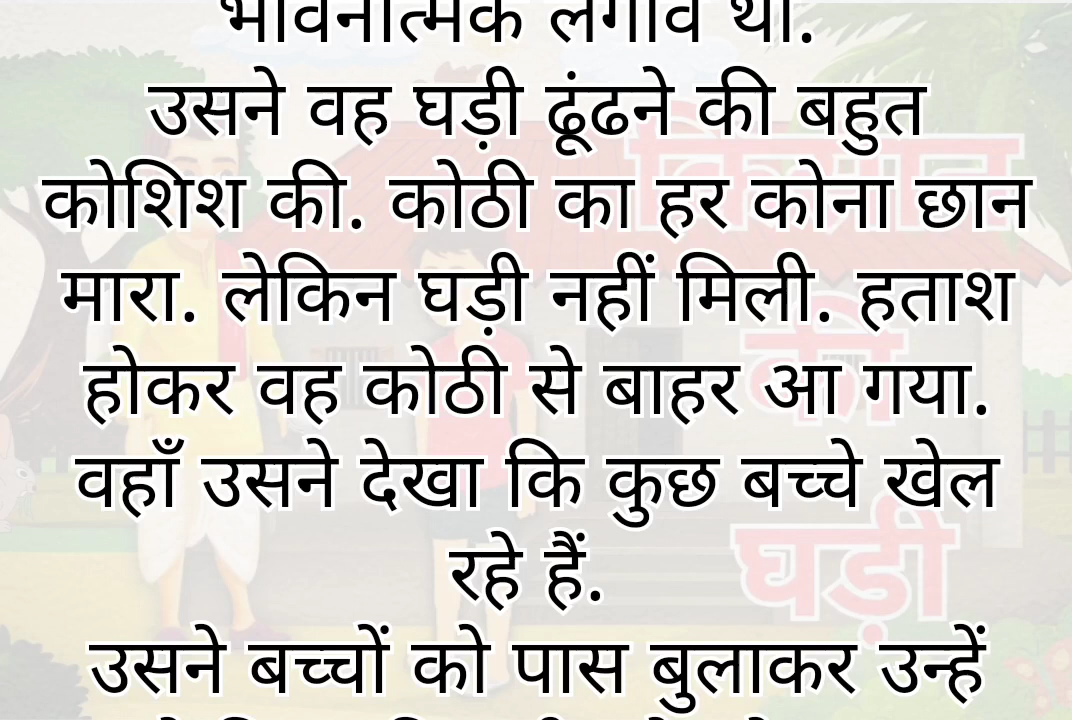 भावनात्मक लगाव था.
उसने वह घड़ी ढूंढने की बहुत
कोशिश की. कोठी का हर कोना छान
मारा. लेकिन घड़ी नहीं मिली. हताश
होकर वह कोठी से बाहर आ गया.
वहाँ उसने देखा कि कुछ बच्चे खेल
रहे हैं.
उसने बच्चों को पास बुलाकर उन्हें
किसान
की
घड़ी